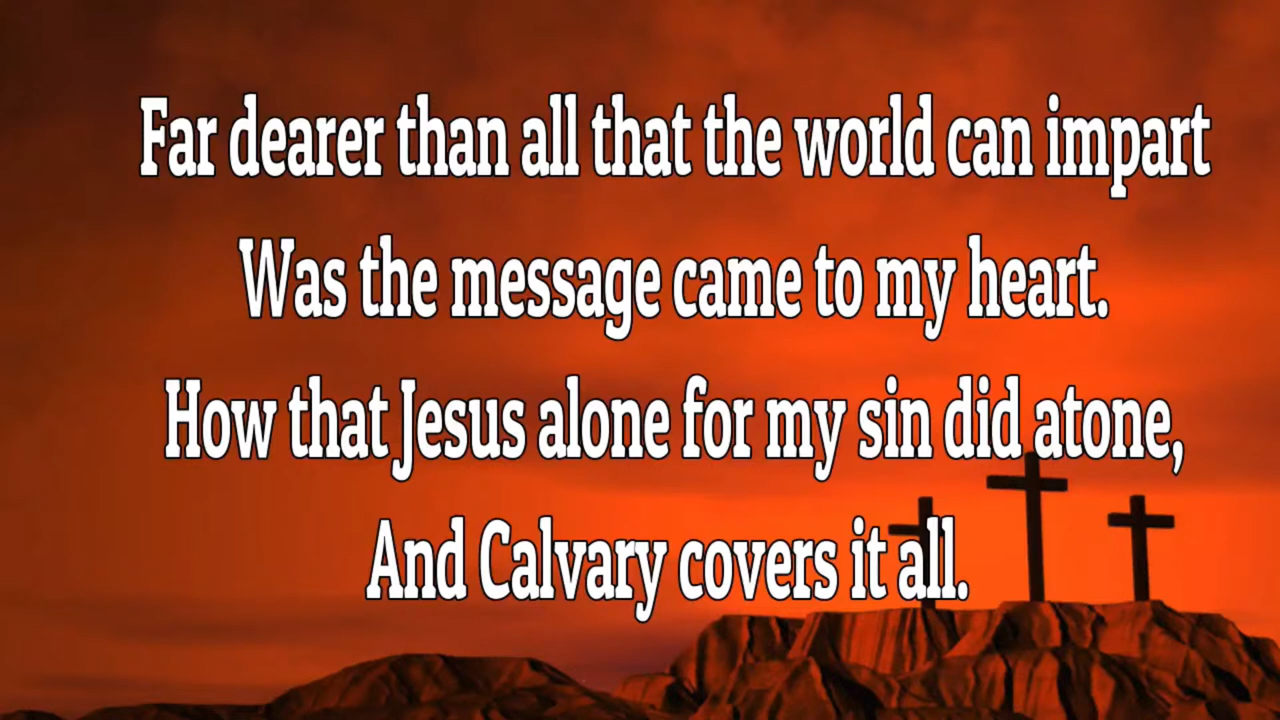 Far dearer than all that the world can impart
Was the message came to my heart.
How that Jesus alone for my sin did atone,
And Calvary covers it all.